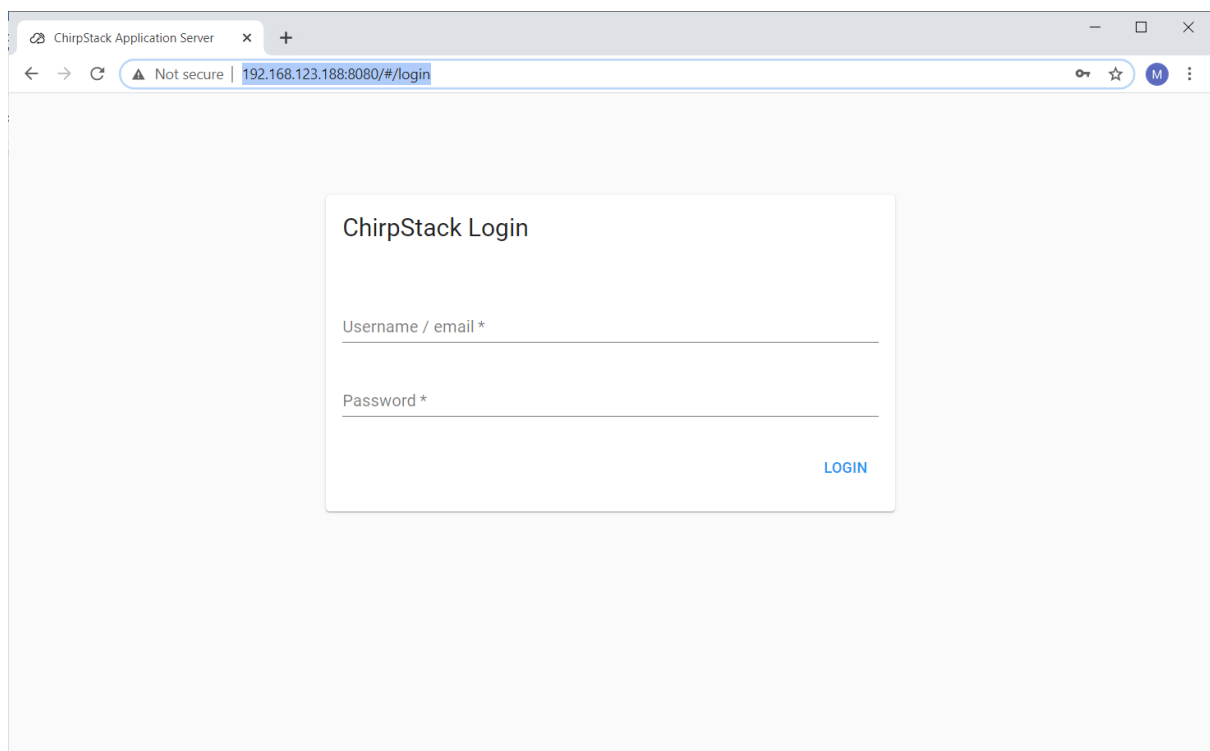 ChirpStack Application Server
Not secure | 192.168.123.188:8080/#/login
M
ChirpStack Login
Username / email *
Password *
LOGIN